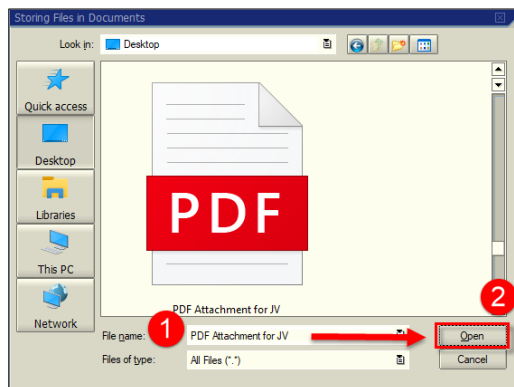 Storing Files in Documents
Look in:
Desktop
Quick access
Desktop
Libraries
This PC
Network
PDF
PDF Attachment for JV
1
2
File name:
PDF Attachment for JV
Open
Files of type:
All Files (*.*)
Cancel